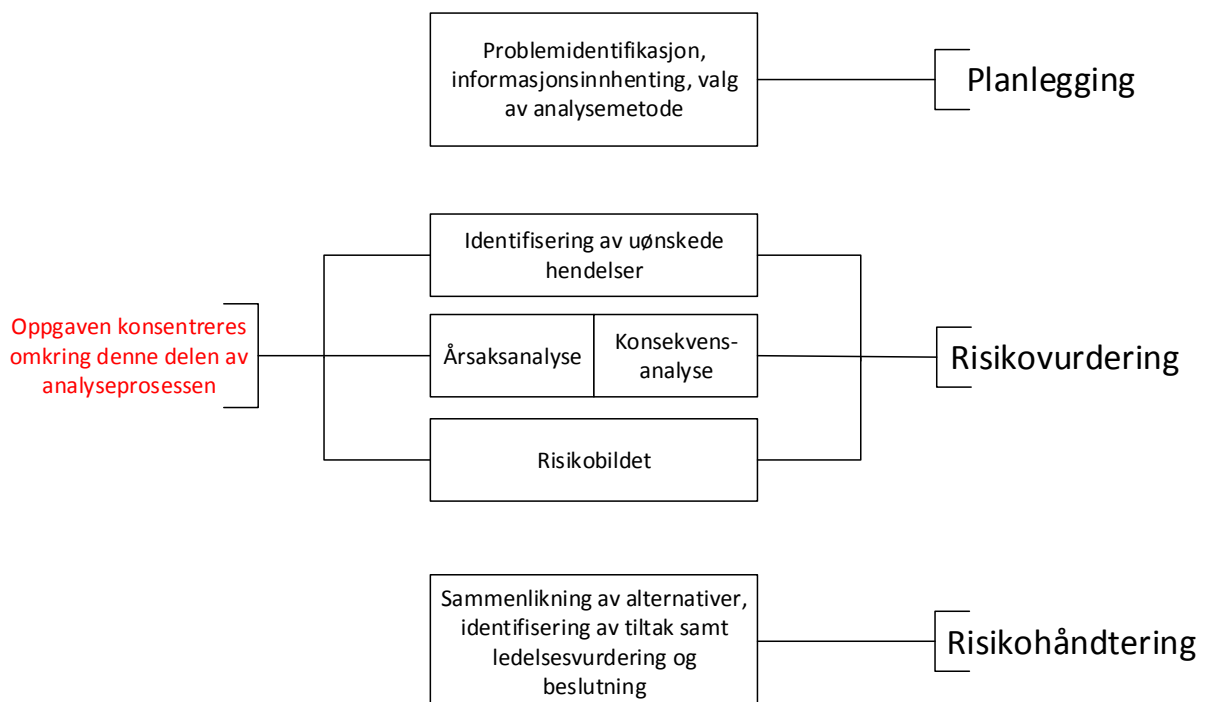 Problemidentifikasjon,
informasjonsinnhenting, valg
av analysemetode
Planlegging
Identifisering av uønskede
hendelser
Oppgaven konsentreres
omkring denne delen av
analyseprosessen
Årsaksanalyse
Konsekvens-
analyse
Risikovurdering
Risikobildet
Sammenlikning av alternativer,
identifisering av tiltak samt
ledelsesvurdering og
beslutning
Risikohåndtering